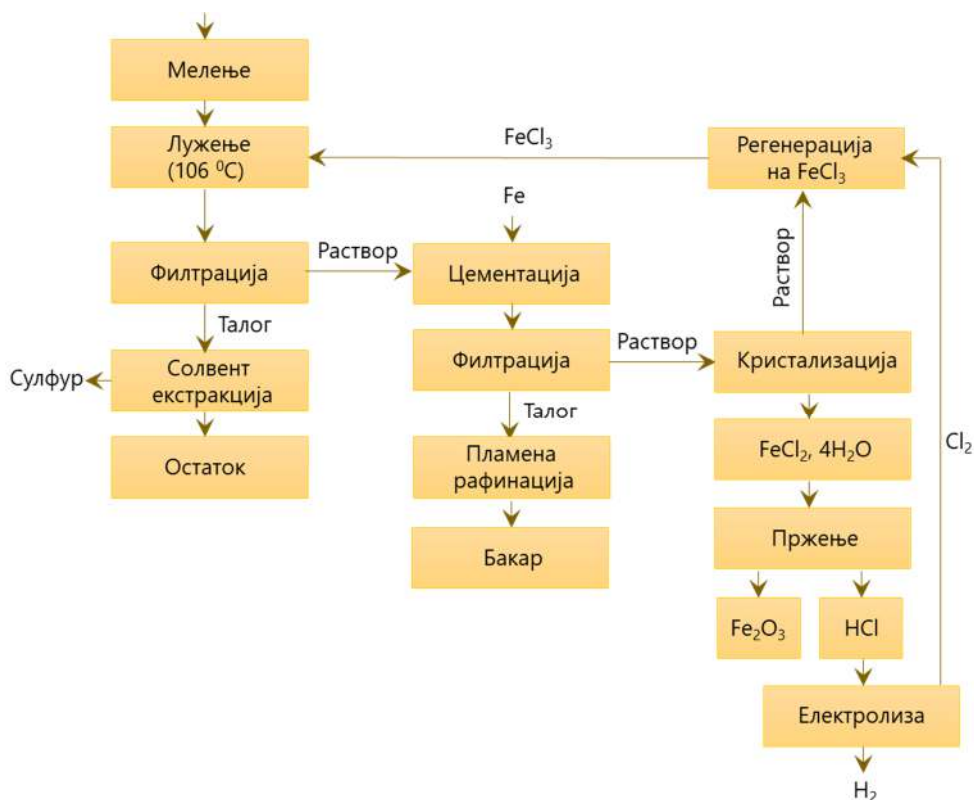 Мелење
Лужење
(106 ⁰C)
FeCl₃
Регенерација
на FeCl₃
Fe
Филтрација
Раствор
Цементација
Раствор
Талог
Филтрација
Раствор
Кристализација
Сулфур
Солвент
екстракција
Талог
Cl₂
Остаток
Пламена
рафинација
FeCl₂, 4H₂O
Бакар
Пржење
Fe₂O₃
HCl
Електролиза
H₂